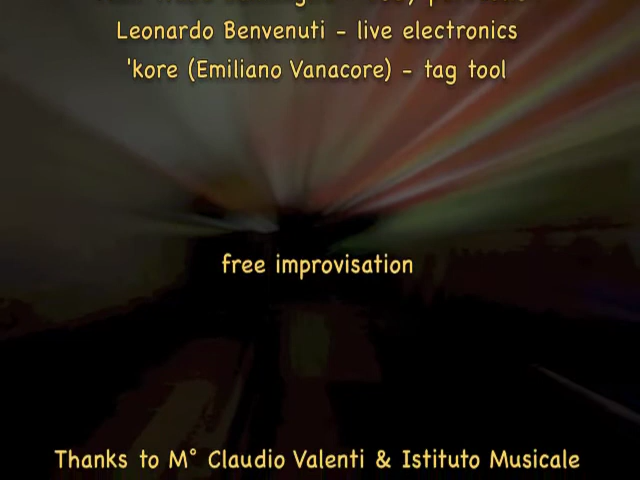 Leonardo Benvenuti - live electronics
'kore (Emiliano Vanacore) - tag tool
free improvisation
Thanks to M° Claudio Valenti & Istituto Musicale